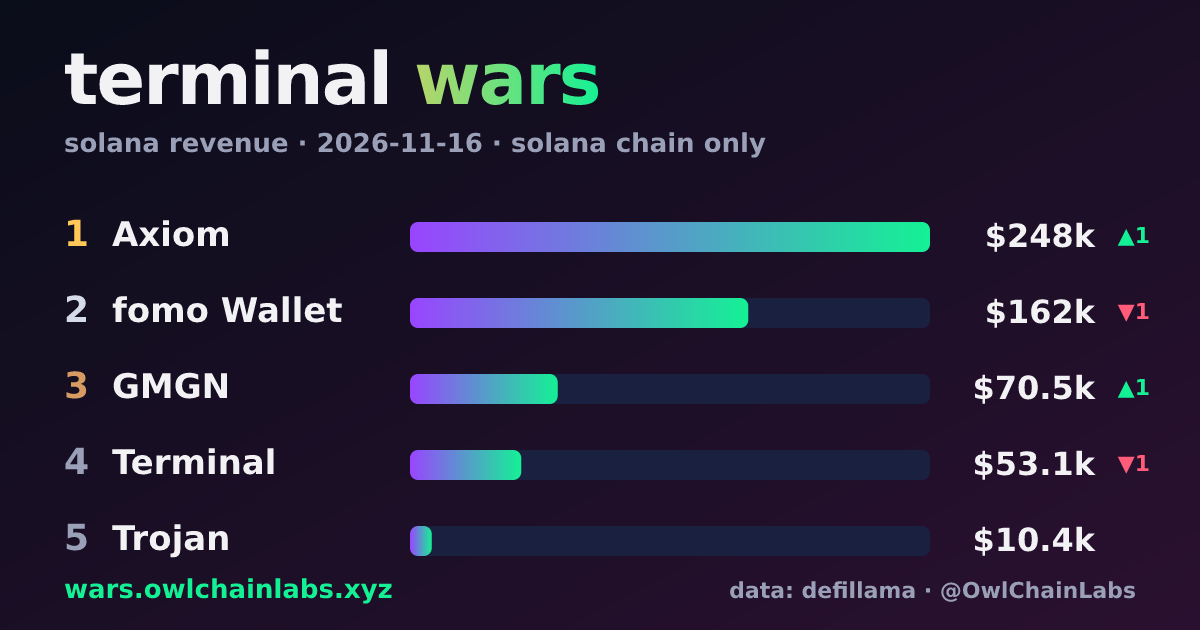 terminal wars
solana revenue · 2026-11-16 · solana chain only
1 Axiom $248k ▲1
2 fomo Wallet $162k ▼1
3 GMGN $70.5k ▲1
4 Terminal $53.1k ▼1
5 Trojan $10.4k
wars.owlchainlabs.xyz data: defillama · @OwlChainLabs